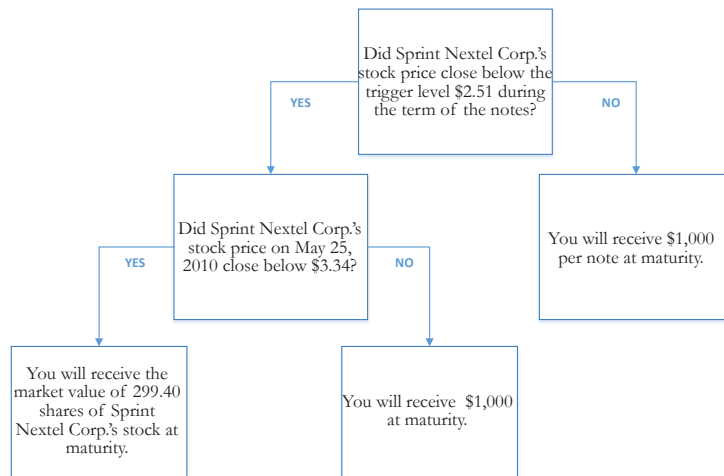 Did Sprint Nextel Corp.'s
stock price close below the
trigger level $2.51 during
the term of the notes?
YES
NO
Did Sprint Nextel Corp.'s
stock price on May 25,
2010 close below $3.34?
You will receive $1,000
per note at maturity.
YES
NO
You will receive the
market value of 299.40
shares of Sprint
Nextel Corp.'s stock at
maturity.
You will receive $1,000
at maturity.